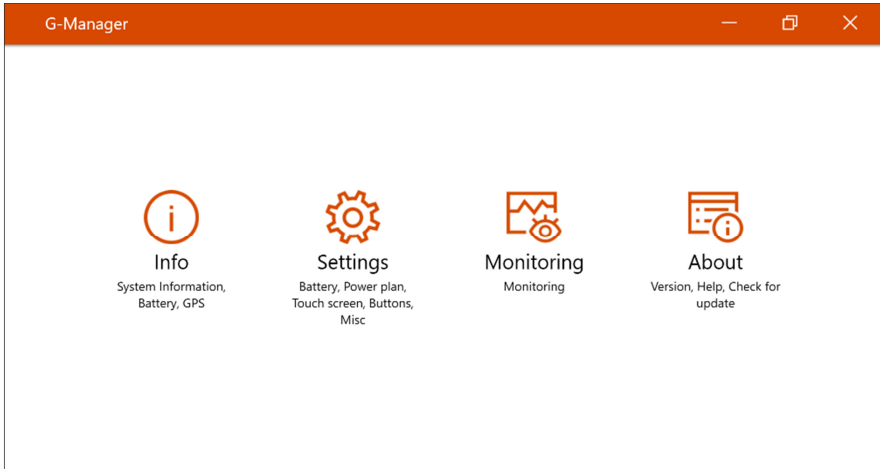 G-Manager
Info
System Information,
Battery, GPS
Settings
Battery, Power plan,
Touch screen, Buttons,
Misc
Monitoring
Monitoring
About
Version, Help, Check for
update